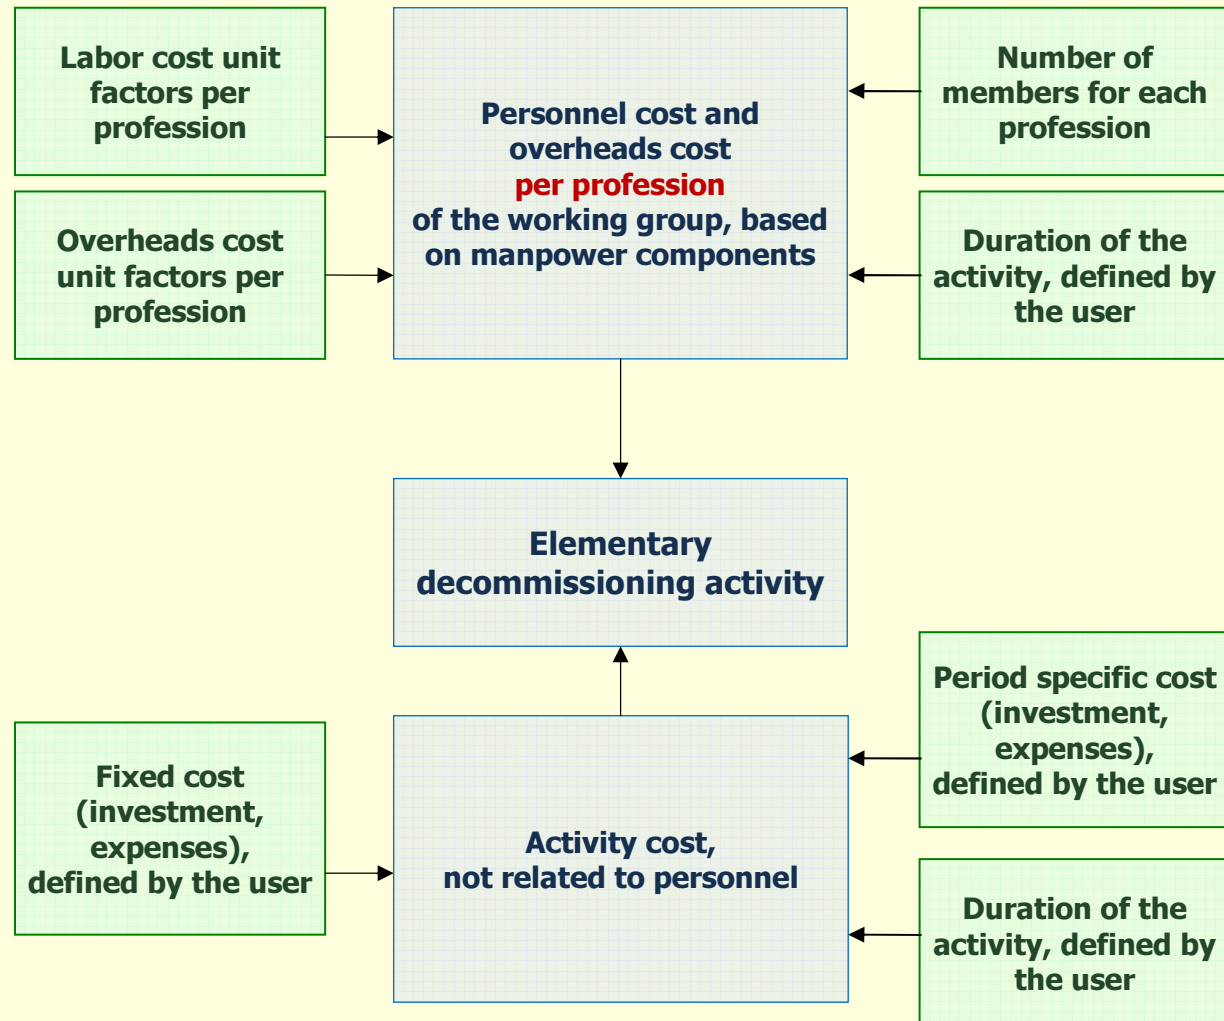 Labor cost unit
factors per
profession
Overheads cost
unit factors per
profession
Personnel cost and
overheads cost
per profession
of the working group, based
on manpower components
Number of
members for each
profession
Duration of the
activity, defined by
the user
Elementary
decommissioning activity
Fixed cost
(investment,
expenses),
defined by the user
Activity cost,
not related to personnel
Period specific cost
(investment,
expenses),
defined by the user
Duration of the
activity, defined by
the user